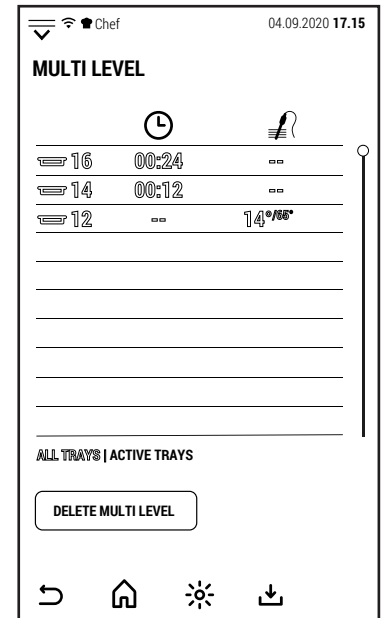 Chef 04.09.2020 17.15
MULTI LEVEL
16 00:24 --
14 00:12 --
12 -- 14°/65°
ALL TRAYS | ACTIVE TRAYS
DELETE MULTI LEVEL